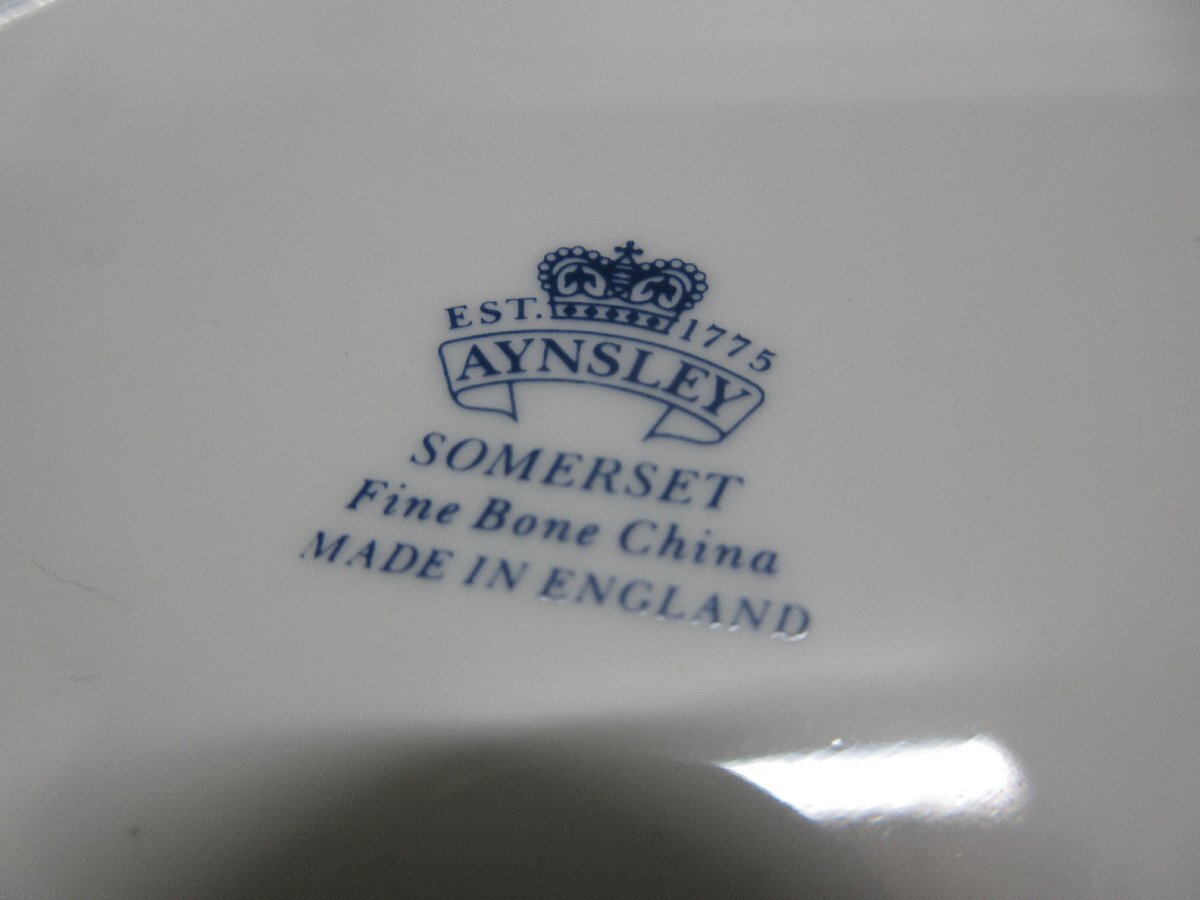 EST. 1775
AYNSLEY
SOMERSET
Fine Bone China
MADE IN ENGLAND